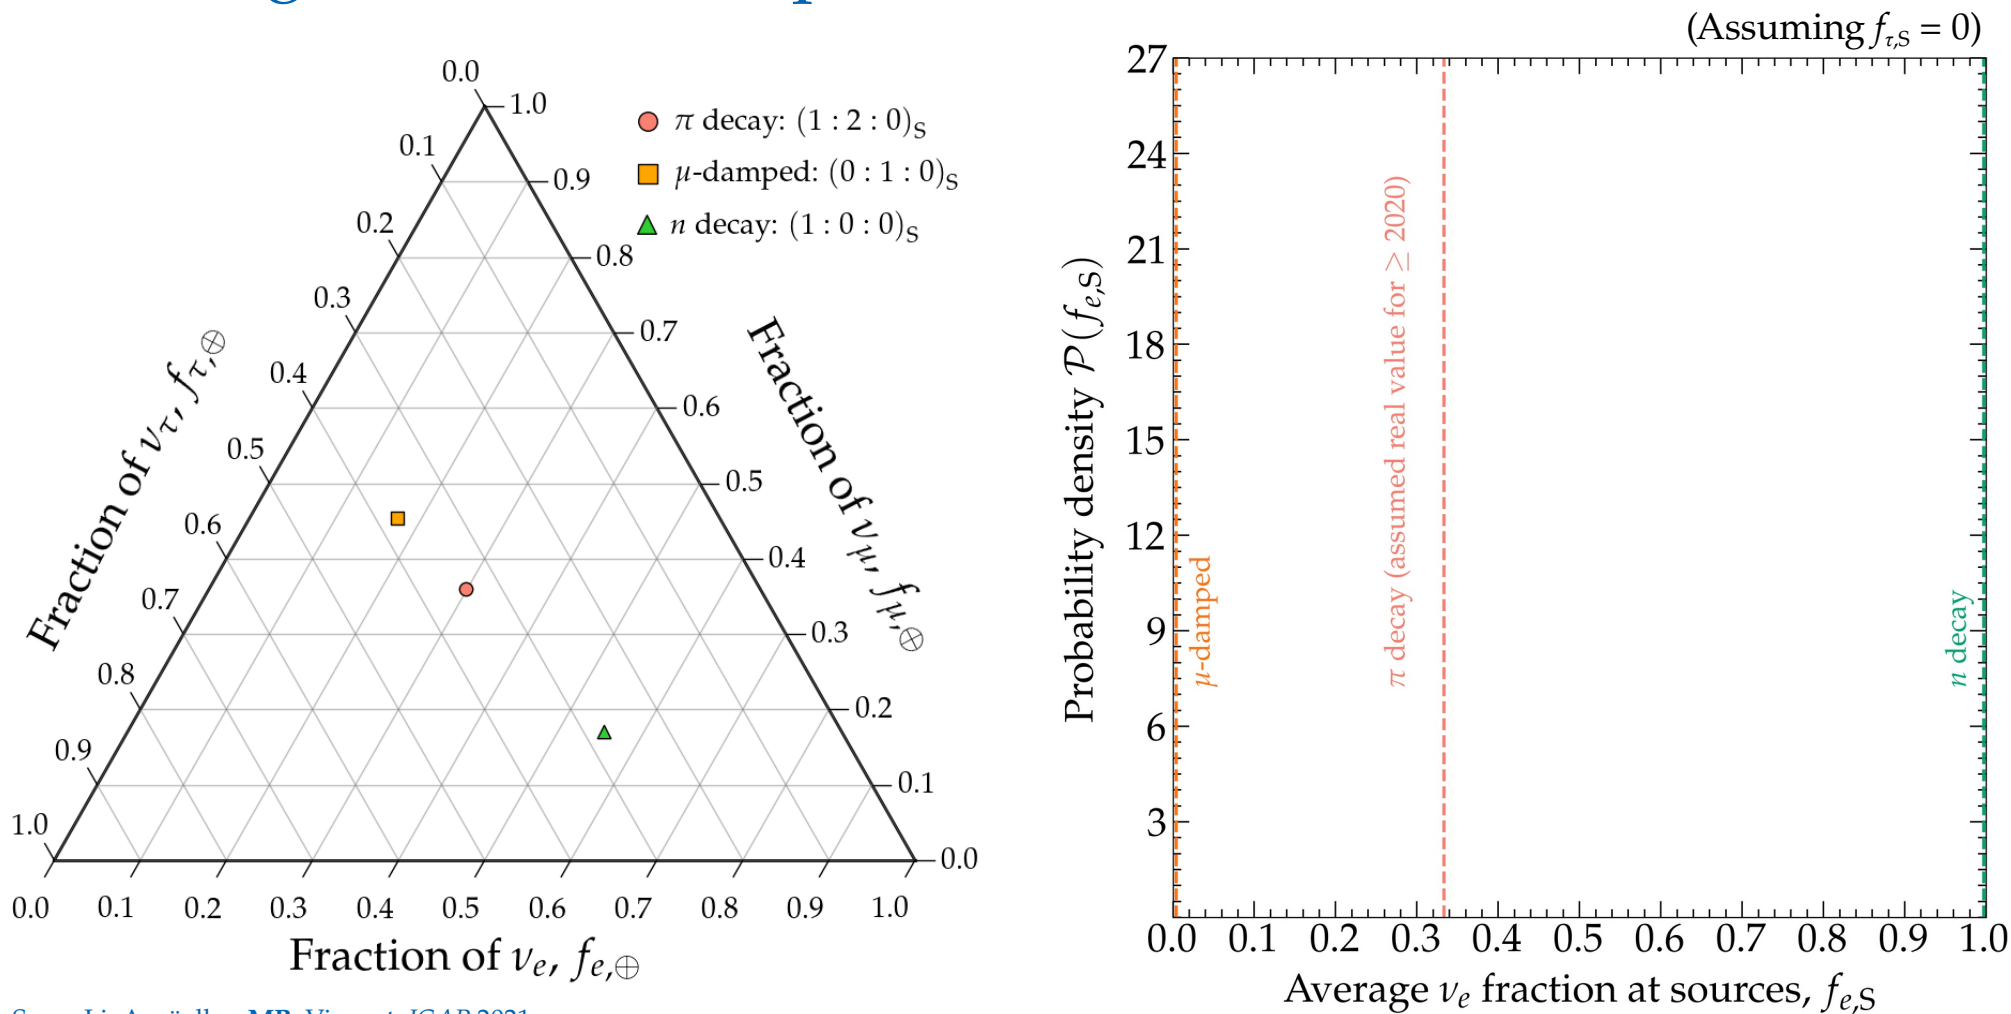 0.0
1.0
0.1
0.9
0.2
0.8
0.3
0.7
0.4
0.6
0.5
0.5
0.6
0.4
0.7
0.3
0.8
0.2
0.9
0.1
1.0
0.0
0.0 0.1 0.2 0.3 0.4 0.5 0.6 0.7 0.8 0.9 1.0
Fraction of ντ, fτ,⊕
Fraction of νμ, fμ,⊕
Fraction of νe, fe,⊕
π decay: (1 : 2 : 0)S
μ-damped: (0 : 1 : 0)S
n decay: (1 : 0 : 0)S
(Assuming fτ,S = 0)
27
24
21
18
15
12
9
6
3
Probability density P(fe,S)
μ-damped
π decay (assumed real value for ≥ 2020)
n decay
0.0 0.1 0.2 0.3 0.4 0.5 0.6 0.7 0.8 0.9 1.0
Average νe fraction at sources, fe,S